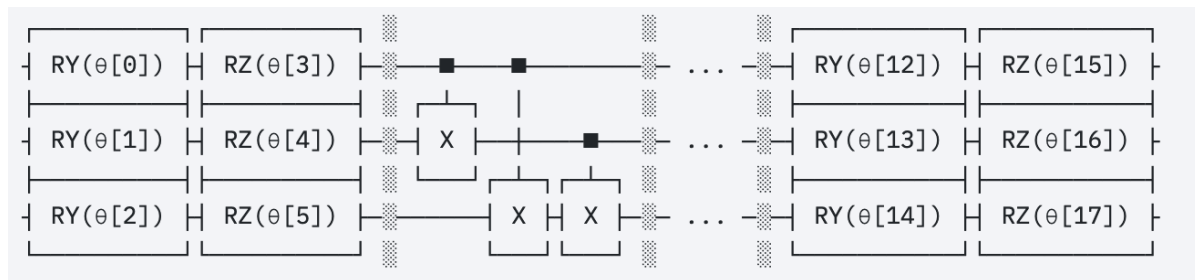 RY(θ[0]) RZ(θ[3]) ... RY(θ[12]) RZ(θ[15])
RY(θ[1]) RZ(θ[4]) X ... RY(θ[13]) RZ(θ[16])
RY(θ[2]) RZ(θ[5]) X X ... RY(θ[14]) RZ(θ[17])